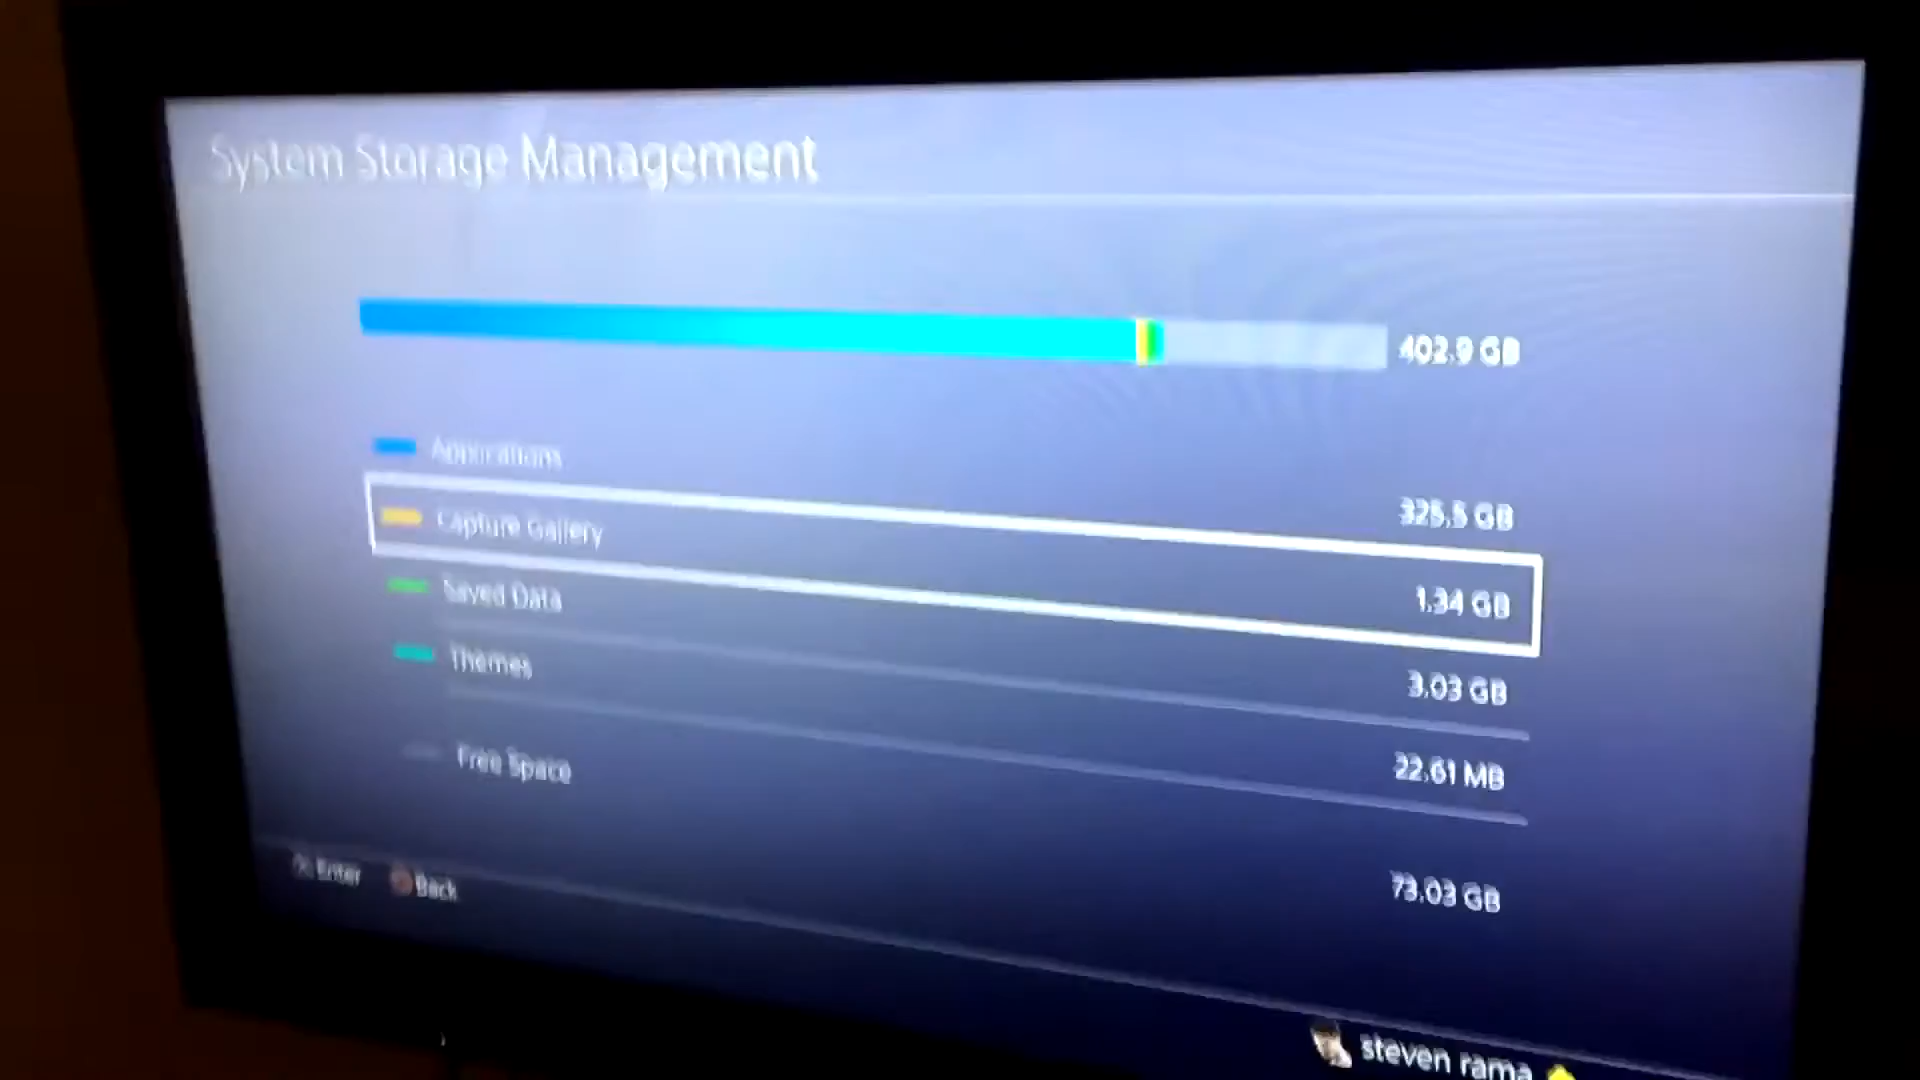 System Storage Management
402.9 GB
Applications
325.5 GB
Capture Gallery
1.34 GB
Saved Data
3.03 GB
Themes
22.61 MB
Free Space
73.03 GB
Enter Back
steven rama